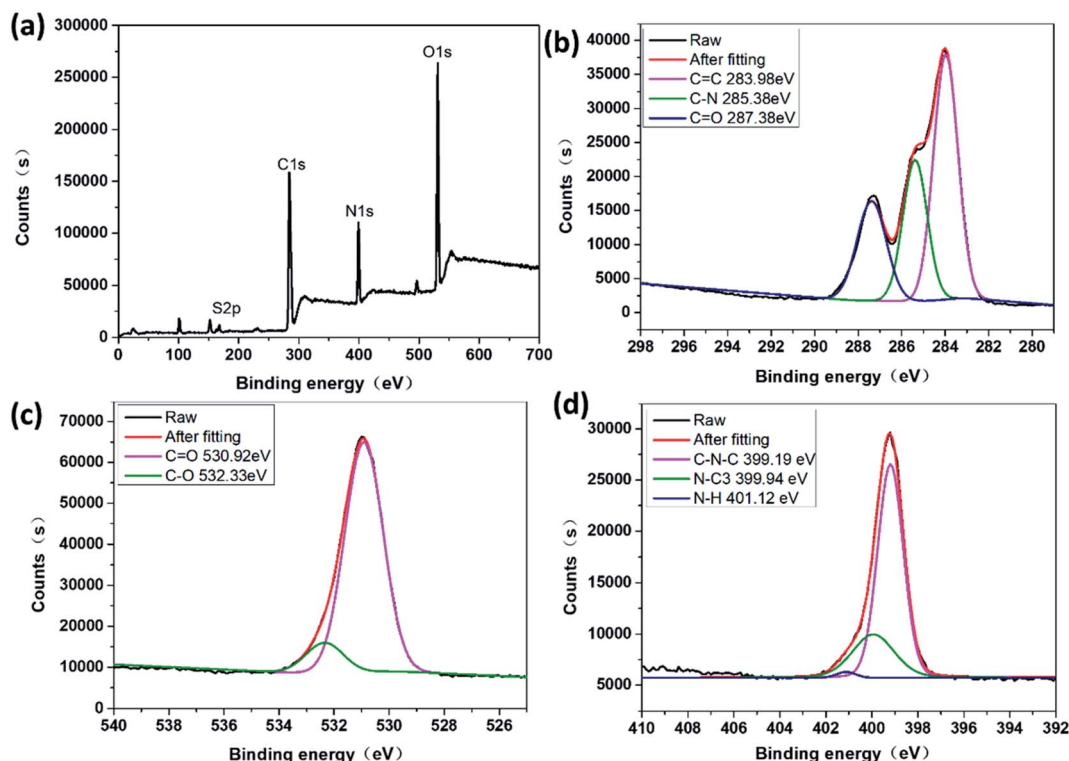 (a)
300000
250000
200000
150000
100000
50000
0
Counts（s）
O1s
C1s
N1s
S2p
0 100 200 300 400 500 600 700
Binding energy（eV）
(b)
40000
35000
30000
25000
20000
15000
10000
5000
0
Counts（s）
Raw
After fitting
C=C 283.98eV
C-N 285.38eV
C=O 287.38eV
298 296 294 292 290 288 286 284 282 280
Binding energy（eV）
(c)
70000
60000
50000
40000
30000
20000
10000
0
Counts（s）
Raw
After fitting
C=O 530.92eV
C-O 532.33eV
540 538 536 534 532 530 528 526
Binding energy（eV）
(d)
30000
25000
20000
15000
10000
5000
Counts（s）
Raw
After fitting
C-N-C 399.19 eV
N-C3 399.94 eV
N-H 401.12 eV
410 408 406 404 402 400 398 396 394 392
Binding energy（eV）